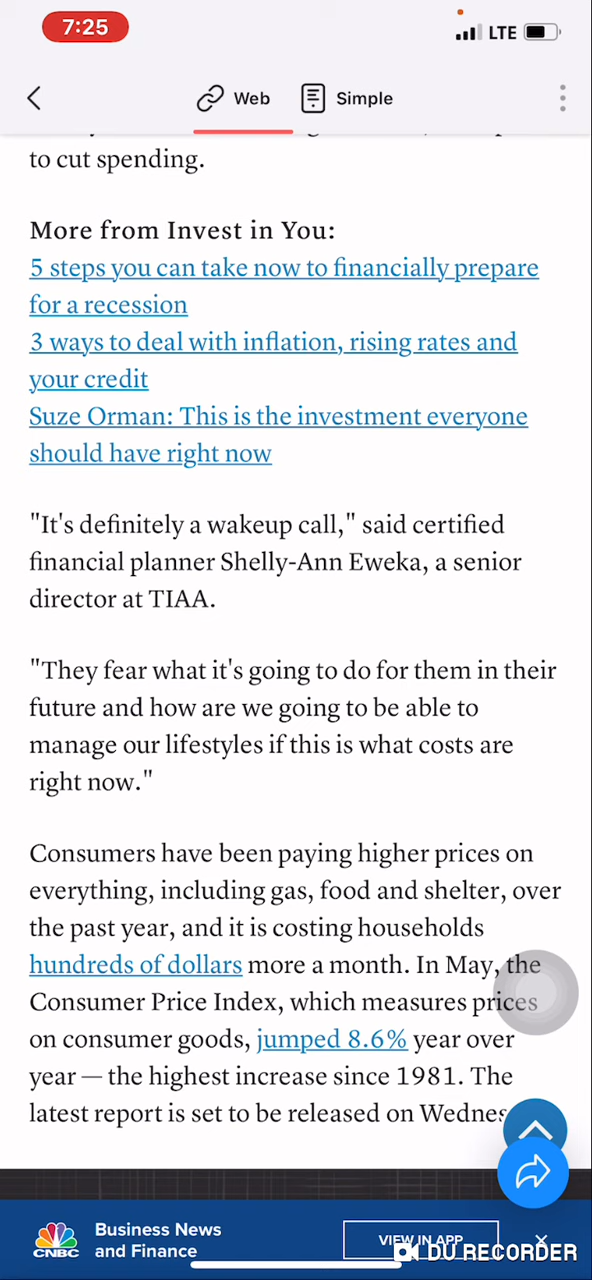 7:25
LTE
Web
Simple
to cut spending.
More from Invest in You:
5 steps you can take now to financially prepare
for a recession
3 ways to deal with inflation, rising rates and
your credit
Suze Orman: This is the investment everyone
should have right now
"It's definitely a wakeup call," said certified
financial planner Shelly-Ann Eweka, a senior
director at TIAA.
"They fear what it's going to do for them in their
future and how are we going to be able to
manage our lifestyles if this is what costs are
right now."
Consumers have been paying higher prices on
everything, including gas, food and shelter, over
the past year, and it is costing households
hundreds of dollars more a month. In May, the
Consumer Price Index, which measures prices
on consumer goods, jumped 8.6% year over
year — the highest increase since 1981. The
latest report is set to be released on Wednes
CNBC
Business News
and Finance
VIEW IN APP
DU RECORDER